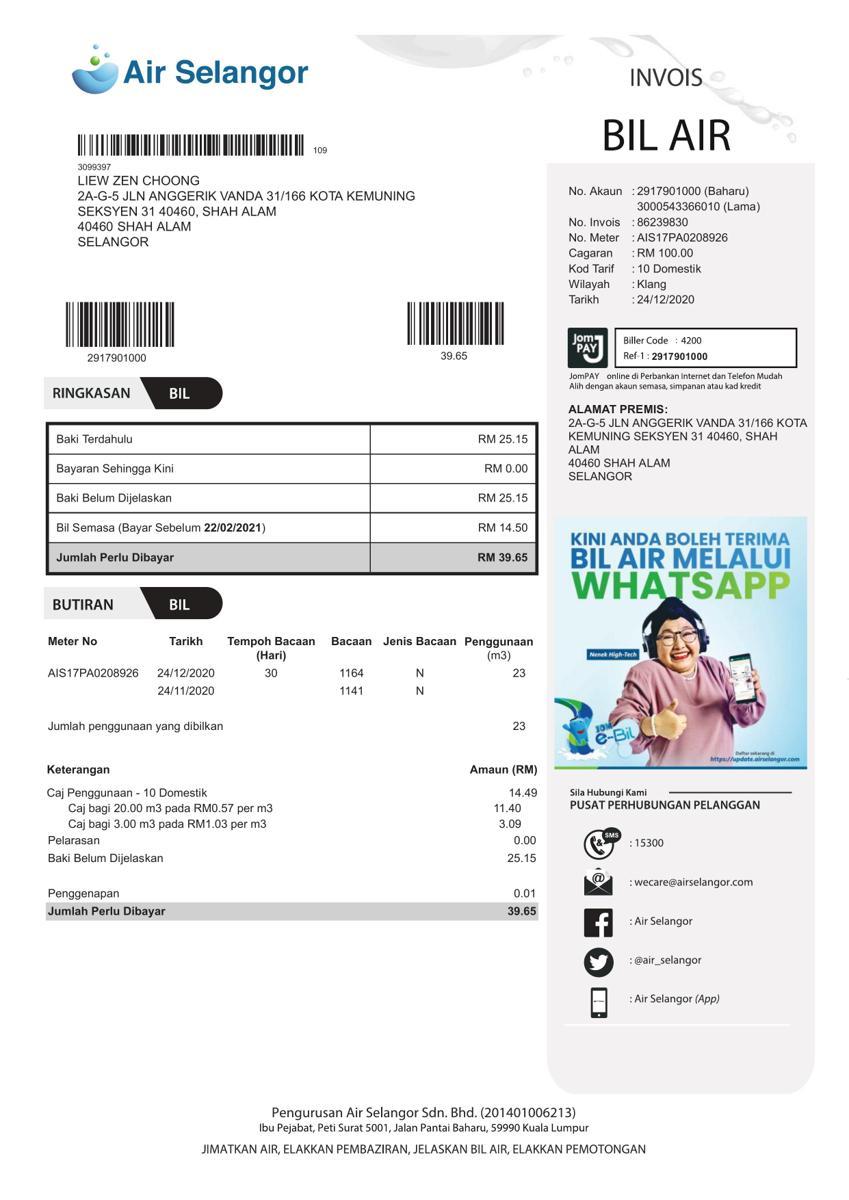 Air Selangor
INVOIS
BIL AIR
109
3099397
LIEW ZEN CHOONG
2A-G-5 JLN ANGGERIK VANDA 31/166 KOTA KEMUNING
SEKSYEN 31 40460, SHAH ALAM
40460 SHAH ALAM
SELANGOR
No. Akaun : 2917901000 (Baharu)
3000543366010 (Lama)
No. Invois : 86239830
No. Meter : AIS17PA0208926
Cagaran : RM 100.00
Kod Tarif : 10 Domestik
Wilayah : Klang
Tarikh : 24/12/2020
2917901000
39.65
Jom PAY
Biller Code : 4200
Ref-1 : 2917901000
JomPAY online di Perbankan Internet dan Telefon Mudah
Alih dengan akaun semasa, simpanan atau kad kredit
ALAMAT PREMIS:
2A-G-5 JLN ANGGERIK VANDA 31/166 KOTA
KEMUNING SEKSYEN 31 40460, SHAH
ALAM
40460 SHAH ALAM
SELANGOR
RINGKASAN BIL
Baki Terdahulu RM 25.15
Bayaran Sehingga Kini RM 0.00
Baki Belum Dijelaskan RM 25.15
Bil Semasa (Bayar Sebelum 22/02/2021) RM 14.50
Jumlah Perlu Dibayar RM 39.65
BUTIRAN BIL
Meter No Tarikh Tempoh Bacaan Bacaan Jenis Bacaan Penggunaan
(Hari) (m3)
AIS17PA0208926 24/12/2020 30 1164 N 23
24/11/2020 1141 N
Jumlah penggunaan yang dibilkan 23
Keterangan Amaun (RM)
Caj Penggunaan - 10 Domestik 14.49
Caj bagi 20.00 m3 pada RM0.57 per m3 11.40
Caj bagi 3.00 m3 pada RM1.03 per m3 3.09
Pelarasan 0.00
Baki Belum Dijelaskan 25.15
Penggenapan 0.01
Jumlah Perlu Dibayar 39.65
KINI ANDA BOLEH TERIMA
BIL AIR MELALUI
WHATSAPP
Nenek High-Tech
JOM
e-Bil
Daftar sekarang di
https://update.airselangor.com
Sila Hubungi Kami
PUSAT PERHUBUNGAN PELANGGAN
SMS
: 15300
: wecare@airselangor.com
: Air Selangor
: @air_selangor
: Air Selangor (App)
Pengurusan Air Selangor Sdn. Bhd. (201401006213)
Ibu Pejabat, Peti Surat 5001, Jalan Pantai Baharu, 59990 Kuala Lumpur
JIMATKAN AIR, ELAKKAN PEMBAZIRAN, JELASKAN BIL AIR, ELAKKAN PEMOTONGAN